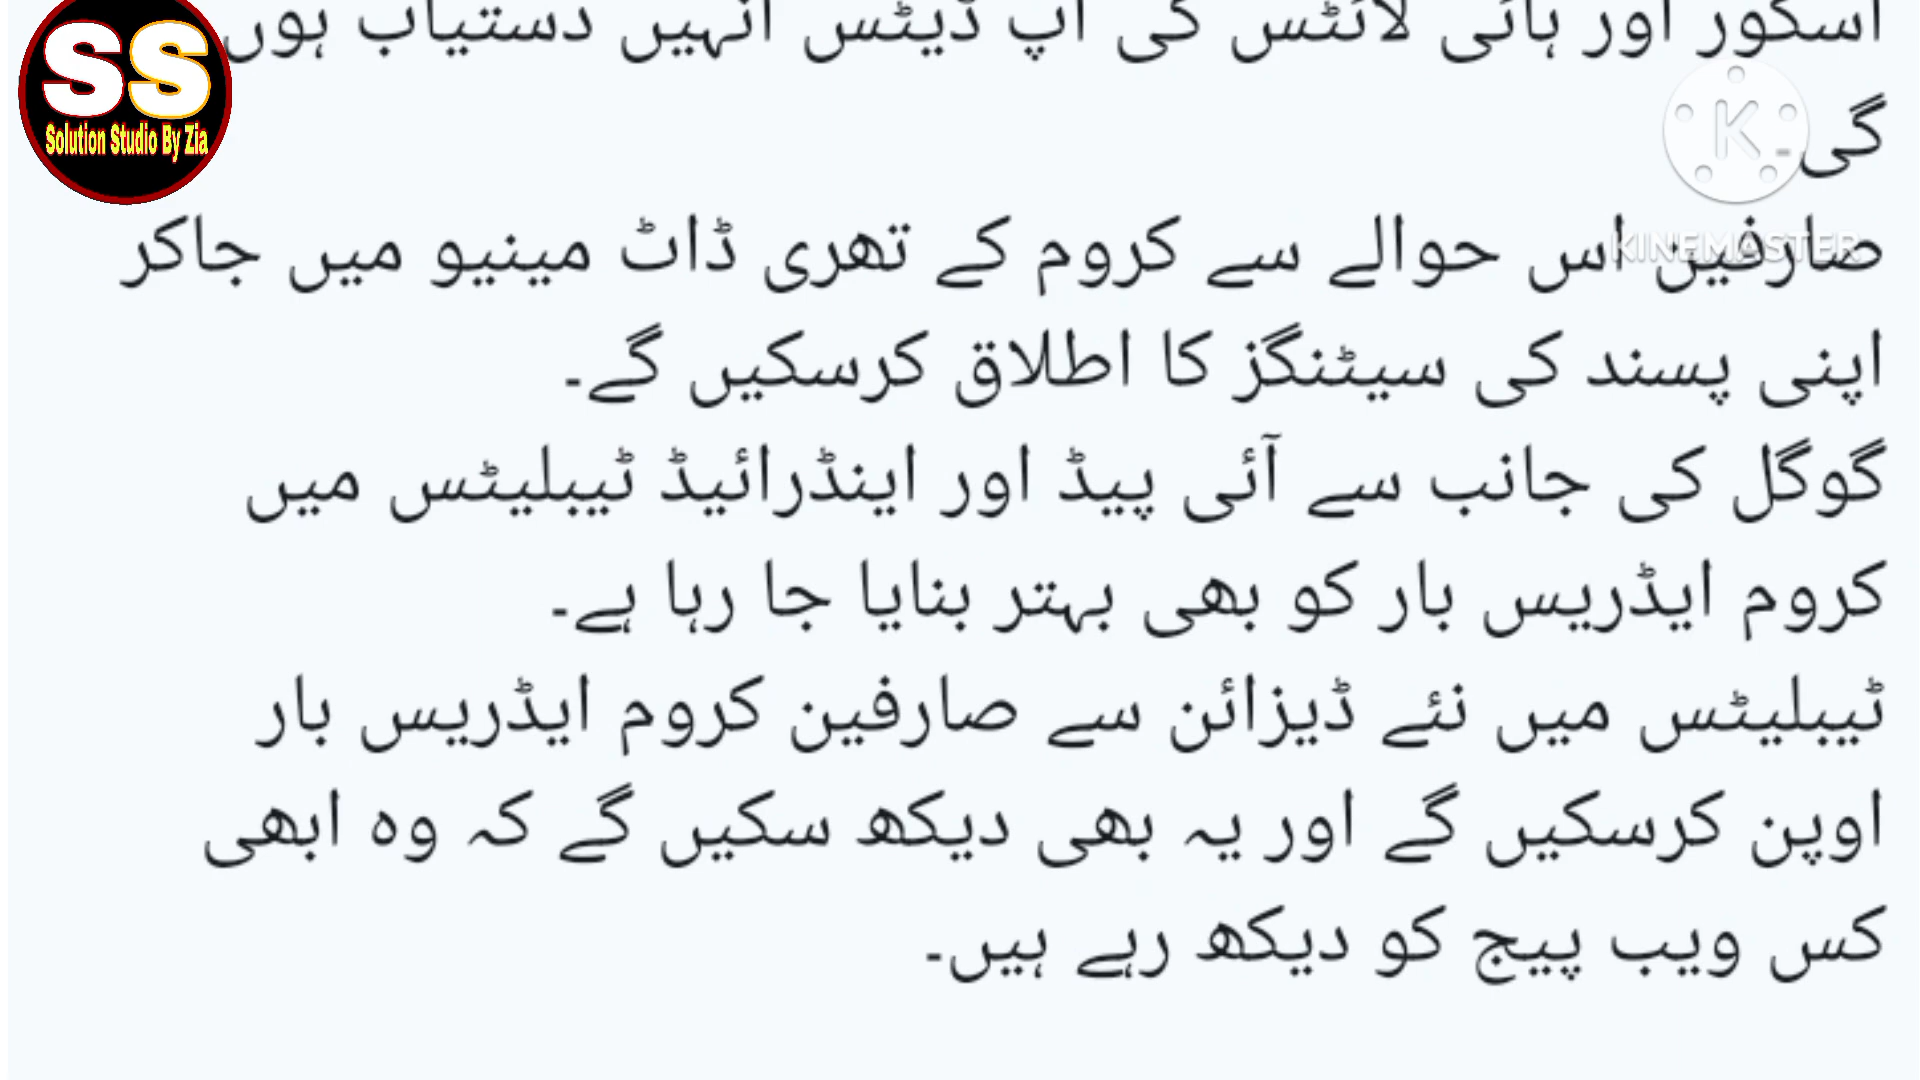 اسکور اور ہائی لائٹس کی اپ ڈیٹس انہیں دستیاب ہوں
گی۔
صارفین اس حوالے سے کروم کے تھری ڈاٹ مینیو میں جاکر
اپنی پسند کی سیٹنگز کا اطلاق کرسکیں گے۔
گوگل کی جانب سے آئی پیڈ اور اینڈرائیڈ ٹیبلیٹس میں
کروم ایڈریس بار کو بھی بہتر بنایا جا رہا ہے۔
ٹیبلیٹس میں نئے ڈیزائن سے صارفین کروم ایڈریس بار
اوپن کرسکیں گے اور یہ بھی دیکھ سکیں گے کہ وہ ابھی
کس ویب پیج کو دیکھ رہے ہیں۔
SS
Solution Studio By Zia
K
KINEMASTER